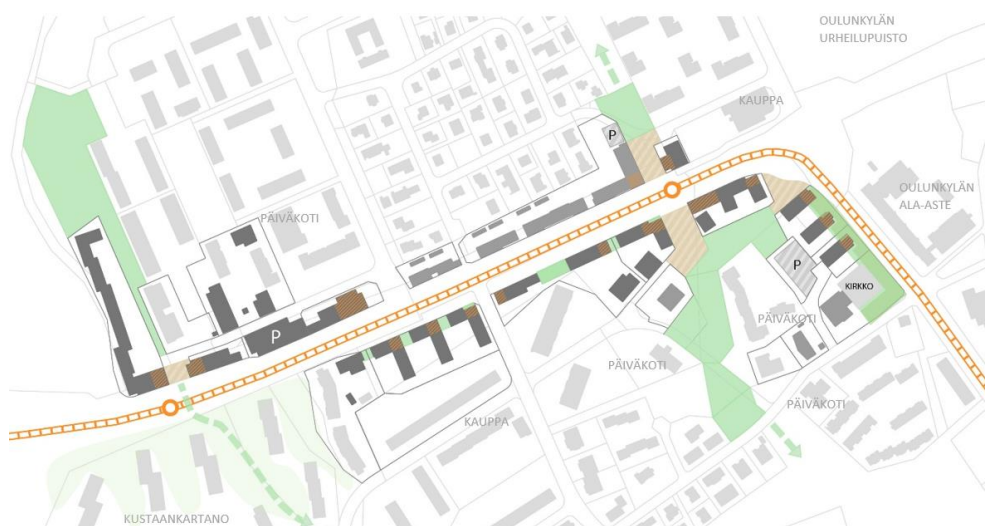 OULUNKYLÄN
URHEILUPUISTO
KAUPPA
P
OULUNKYLÄN
ALA-ASTE
PÄIVÄKOTI
P
KIRKKO
P
PÄIVÄKOTI
PÄIVÄKOTI
PÄIVÄKOTI
KAUPPA
KUSTAANKARTANO